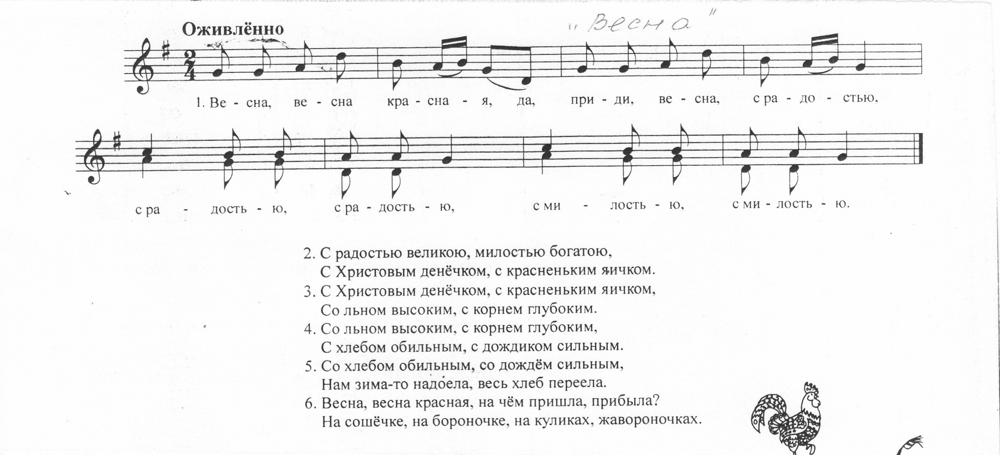 Оживлённо
„Весна"
2
4
1. Ве - сна, ве - сна кра - сна - я, да, при - ди, ве - сна, с ра - до - стью,
с ра - дость - ю, с ра - дость - ю, с ми - лость - ю, с ми - лость - ю.
2. С радостью великою, милостью богатою,
С Христовым денёчком, с красненьким яичком.
3. С Христовым денёчком, с красненьким яичком,
Со льном высоким, с корнем глубоким.
4. Со льном высоким, с корнем глубоким,
С хлебом обильным, с дождиком сильным.
5. Со хлебом обильным, со дождём сильным,
Нам зима-то надоела, весь хлеб переела.
6. Весна, весна красная, на чём пришла, прибыла?
На сошёчке, на бороночке, на куликах, жавороночках.